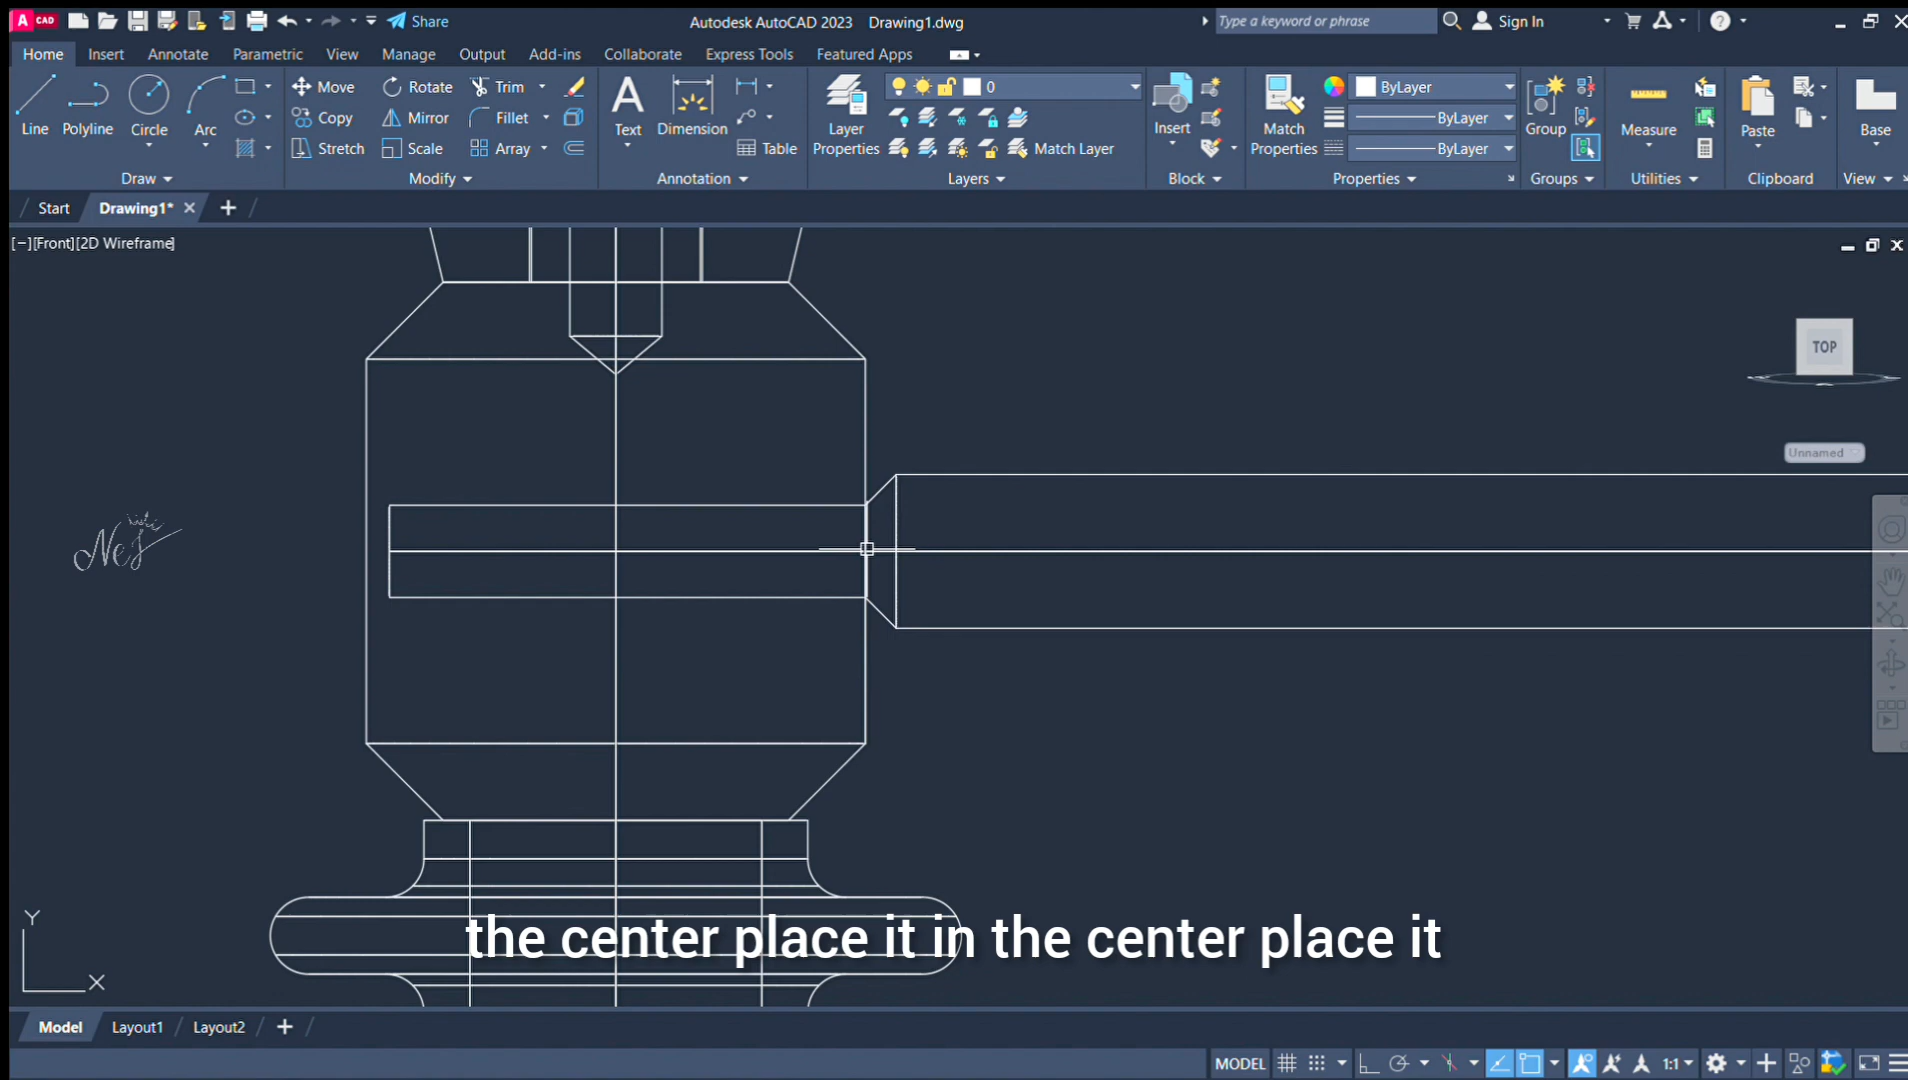 A CAD Share Autodesk AutoCAD 2023 Drawing1.dwg Type a keyword or phrase Sign In
Home Insert Annotate Parametric View Manage Output Add-ins Collaborate Express Tools Featured Apps
Line Polyline Circle Arc
Move Rotate Trim
Copy Mirror Fillet
Stretch Scale Array
Text Dimension Table
Layer Properties
0
Match Layer
Insert
Match Properties
ByLayer
ByLayer
ByLayer
Group Measure Paste Base
Draw Modify Annotation Layers Block Properties Groups Utilities Clipboard View
Start Drawing1*
[−][Front][2D Wireframe]
TOP
Unnamed
Nej
the center place it in the center place it
Y
X
Model Layout1 Layout2
MODEL 1:1